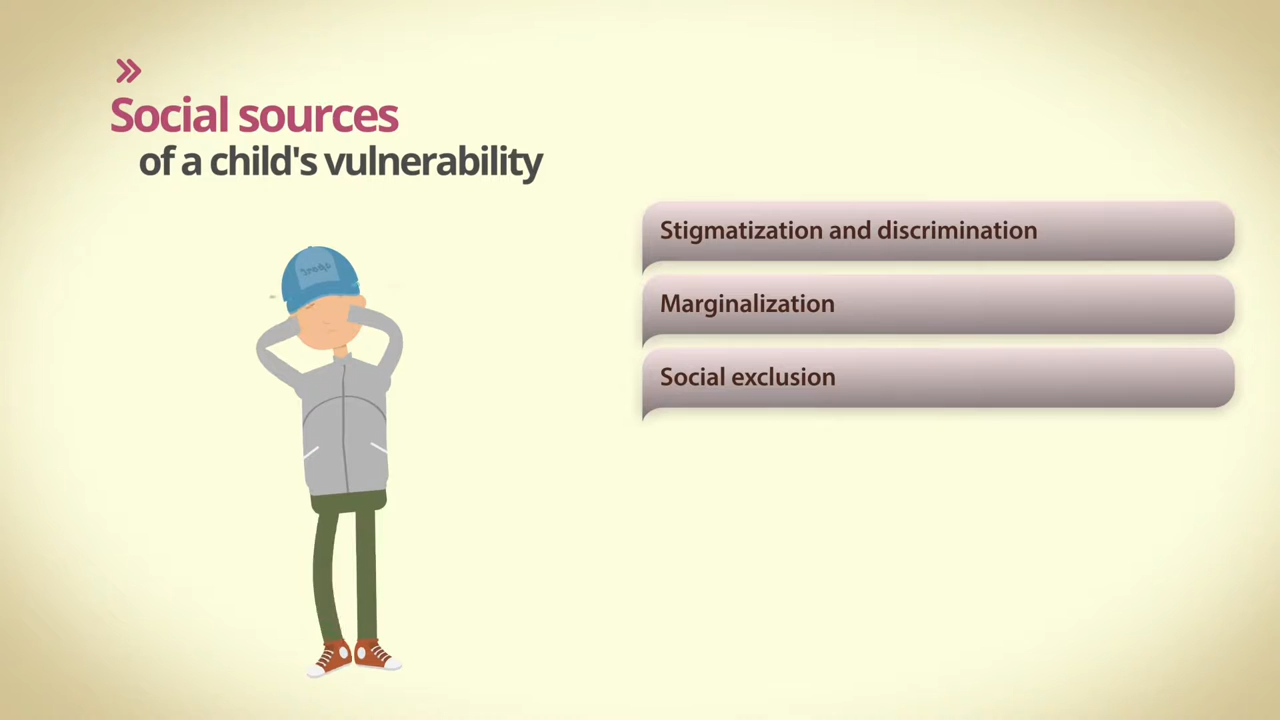 Social sources
of a child's vulnerability
Stigmatization and discrimination
Marginalization
Social exclusion